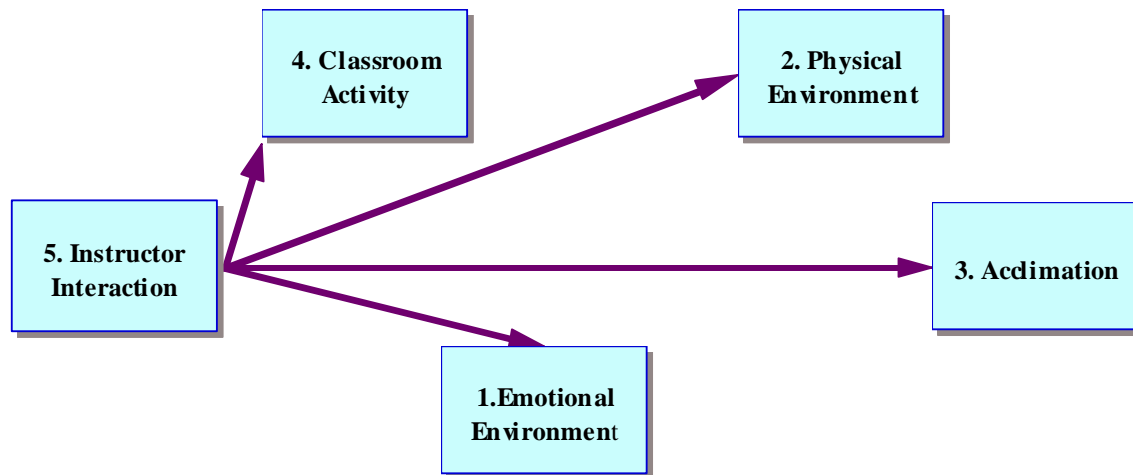 4. Classroom
Activity
2. Physical
Environment
5. Instructor
Interaction
3. Acclimation
1.Emotional
Environment